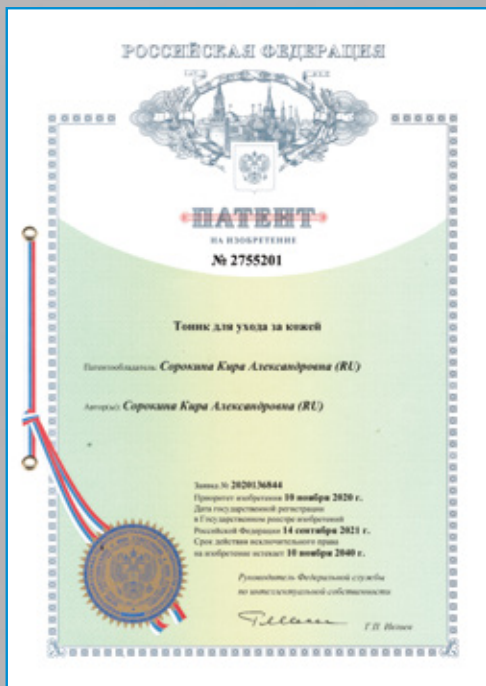 РОССИЙСКАЯ ФЕДЕРАЦИЯ
ПАТЕНТ
НА ИЗОБРЕТЕНИЕ
№ 2755201
Тоник для ухода за кожей
Патентообладатель: Сорокина Кира Александровна (RU)
Автор(ы): Сорокина Кира Александровна (RU)
Заявка № 2020136844
Приоритет изобретения 10 ноября 2020 г.
Дата государственной регистрации
в Государственном реестре изобретений
Российской Федерации 14 сентября 2021 г.
Срок действия исключительного права
на изобретение истекает 10 ноября 2040 г.
Руководитель Федеральной службы
по интеллектуальной собственности
Г.П. Ивлиев